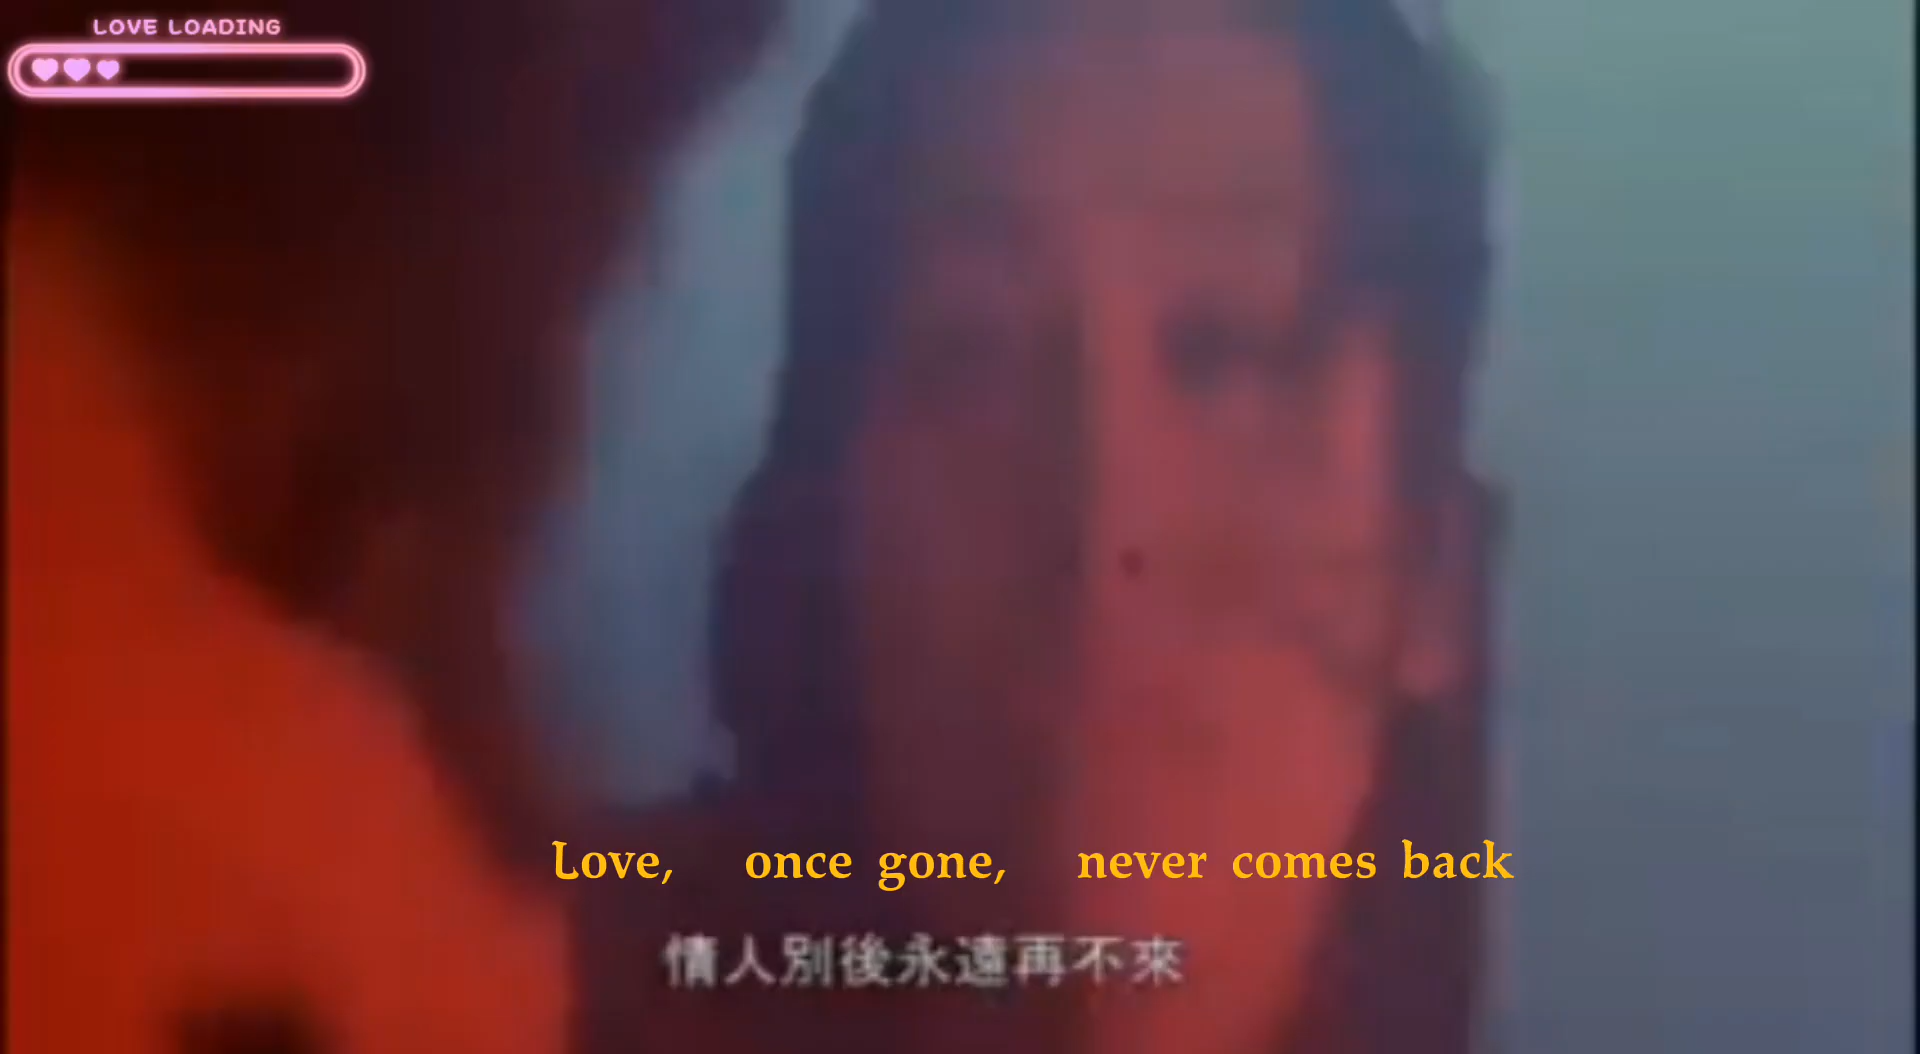 LOVE LOADING
Love, once gone, never comes back
情人別後永遠再不來